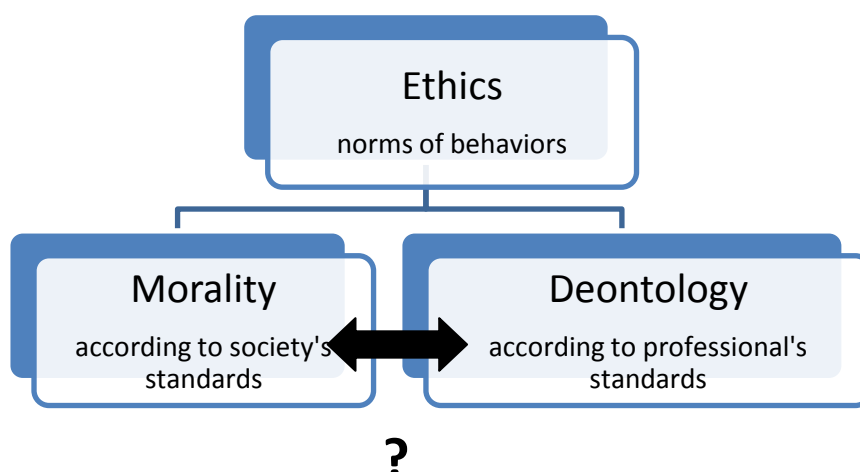 Ethics
norms of behaviors
Morality
according to society's
standards
Deontology
according to professional's
standards
?